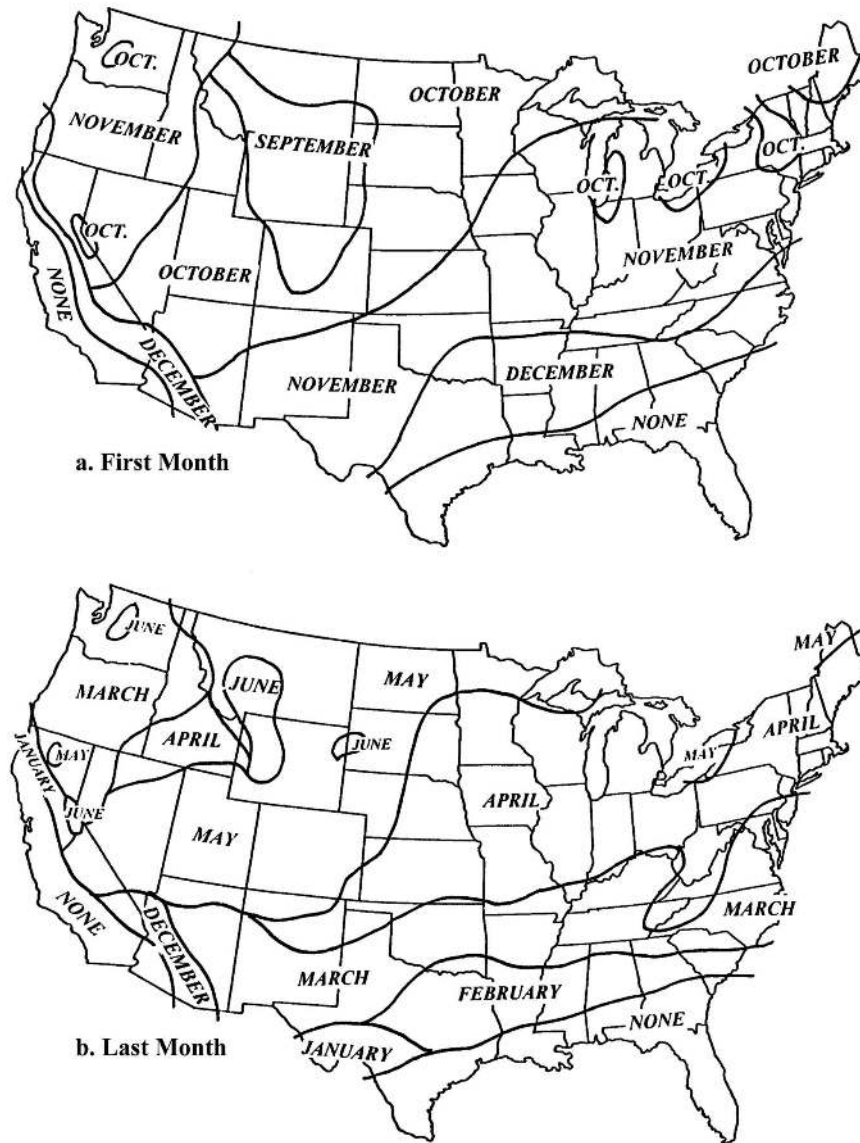 OCT.
OCTOBER
OCTOBER
NOVEMBER
SEPTEMBER
OCT.
OCT.
OCT.
OCT.
NOVEMBER
OCTOBER
NONE
DECEMBER
NOVEMBER
DECEMBER
NONE
a. First Month
JUNE
MAY
MAY
MARCH
JUNE
APRIL
APRIL
JANUARY
MAY
JUNE
MAY
JUNE
APRIL
MAY
NONE
DECEMBER
MARCH
MARCH
FEBRUARY
NONE
JANUARY
b. Last Month